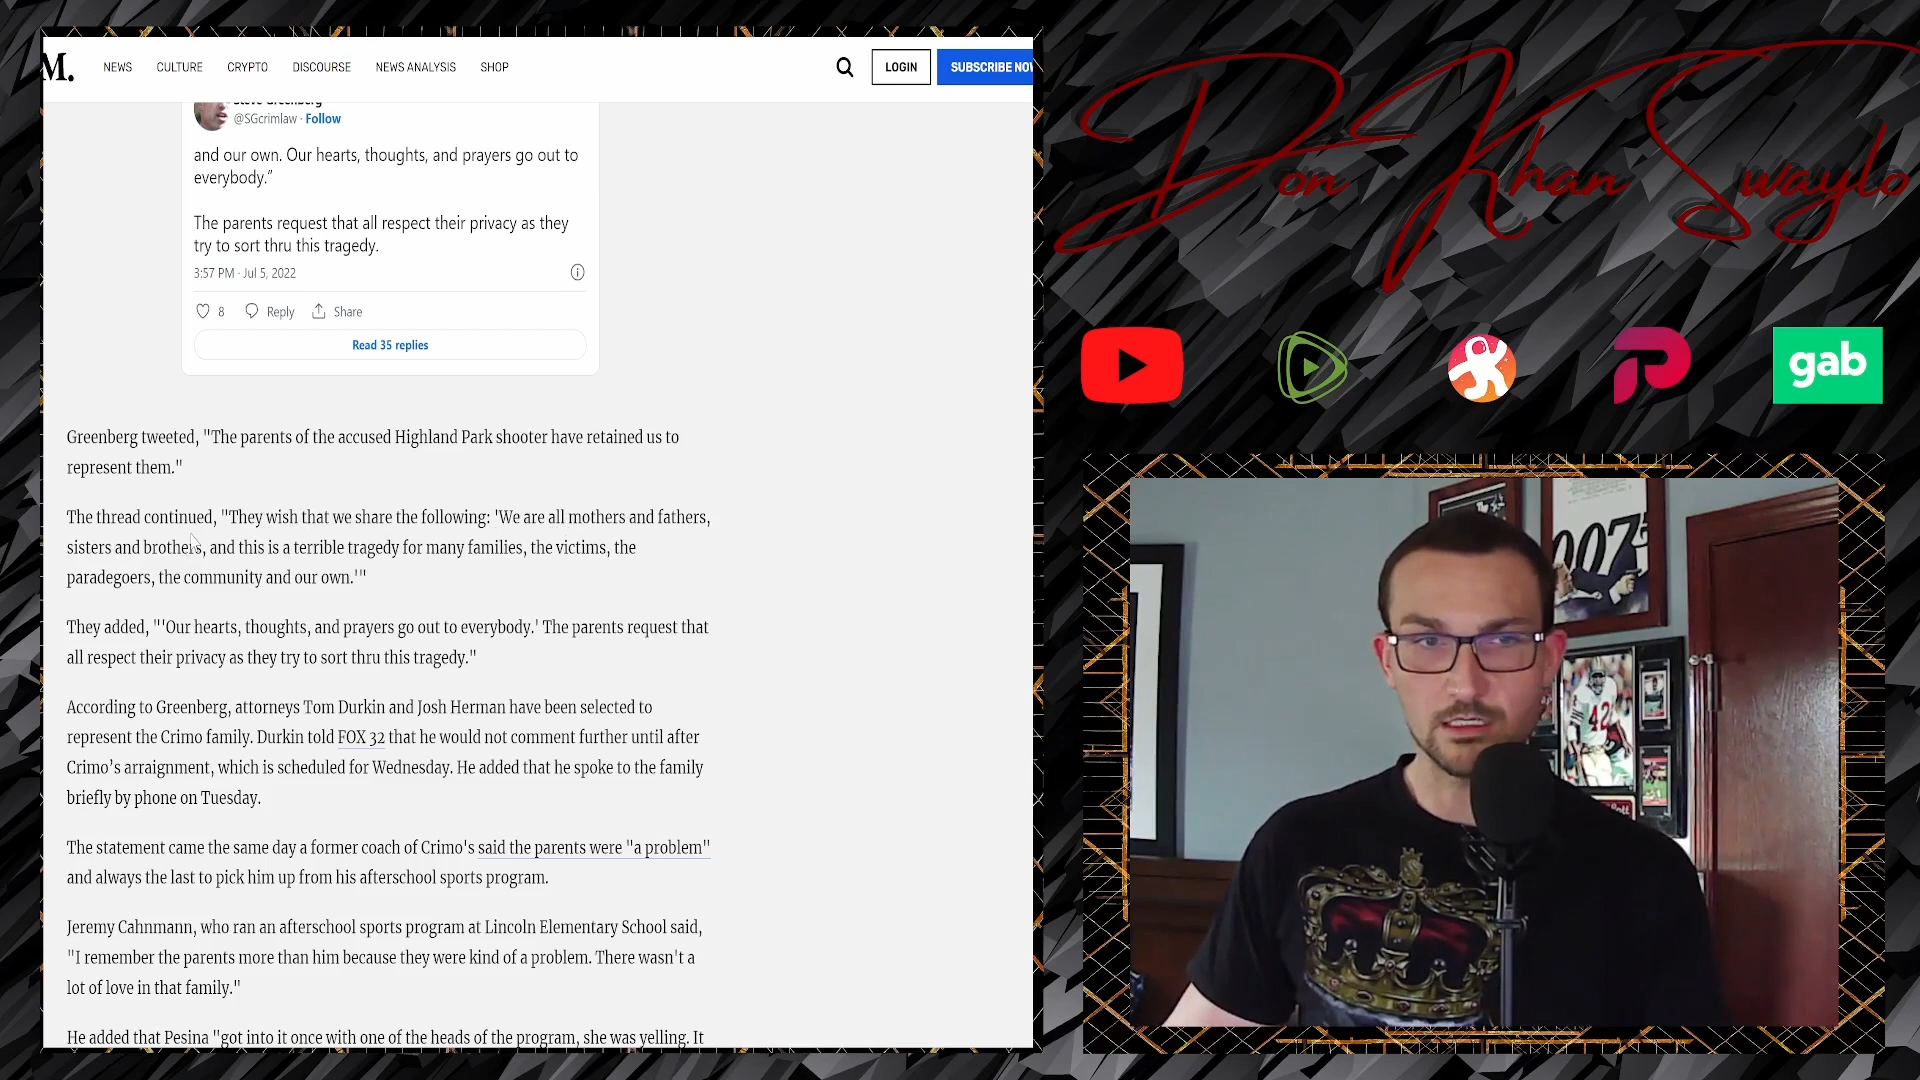 M.
NEWS
CULTURE
CRYPTO
DISCOURSE
NEWS ANALYSIS
SHOP
LOGIN
SUBSCRIBE NOW
Steve Greenberg
@SGcrimlaw · Follow
and our own. Our hearts, thoughts, and prayers go out to
everybody.”
The parents request that all respect their privacy as they
try to sort thru this tragedy.
3:57 PM · Jul 5, 2022
8
Reply
Share
Read 35 replies
Greenberg tweeted, "The parents of the accused Highland Park shooter have retained us to
represent them."
The thread continued, "They wish that we share the following: 'We are all mothers and fathers,
sisters and brothers, and this is a terrible tragedy for many families, the victims, the
paradegoers, the community and our own.'"
They added, "'Our hearts, thoughts, and prayers go out to everybody.' The parents request that
all respect their privacy as they try to sort thru this tragedy."
According to Greenberg, attorneys Tom Durkin and Josh Herman have been selected to
represent the Crimo family. Durkin told FOX 32 that he would not comment further until after
Crimo’s arraignment, which is scheduled for Wednesday. He added that he spoke to the family
briefly by phone on Tuesday.
The statement came the same day a former coach of Crimo's said the parents were "a problem"
and always the last to pick him up from his afterschool sports program.
Jeremy Cahnmann, who ran an afterschool sports program at Lincoln Elementary School said,
"I remember the parents more than him because they were kind of a problem. There wasn't a
lot of love in that family."
He added that Pesina "got into it once with one of the heads of the program, she was yelling. It
Don Khan Swaylo
gab
007
42